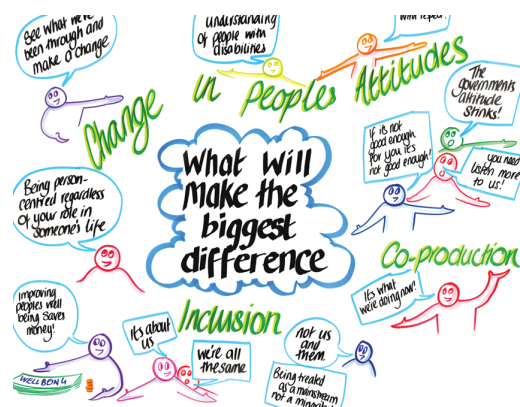 See what we've
been through and
make a change
understanding
of people with
disabilities
with respect!
Change
in Peoples Attitudes
The
governments
attitude
stinks!
If its not
good enough
for you it's
not good enough!
you need
listen more
to us!
What Will
Make the
biggest
difference
Being person-
centred regardless
of your role in
someone's life
Co-production
It's what
we're doing now!
Inclusion
Improving
peoples well
being saves
money!
WELLBEING
It's about
us
we're all
the same
not us
and
them.
Being treated
as a mainstream
not a minority